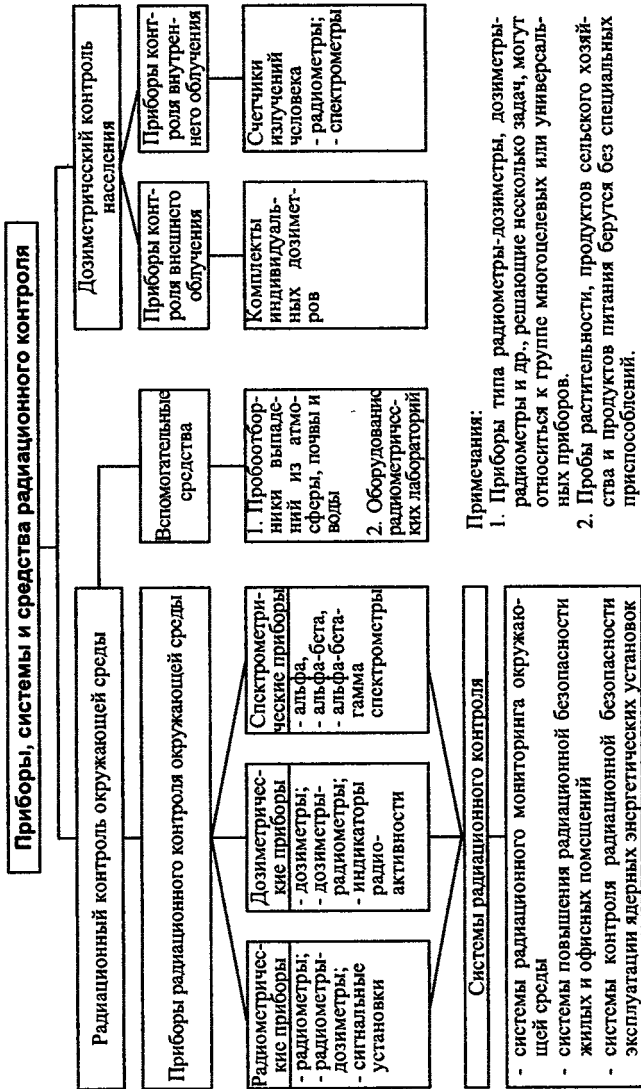 Приборы, системы и средства радиационного контроля
Радиационный контроль окружающей среды
Приборы радиационного контроля окружающей среды
Радиометричес-
кие приборы
- радиометры;
- радиометры-
дозиметры;
- сигнальные
установки
Дозиметричес-
кие приборы
- дозиметры;
- дозиметры-
радиометры;
- индикаторы
радио-
активности
Спектрометри-
ческие приборы
- альфа,
- альфа-бета,
- альфа-бета-
гамма
спектрометры
Системы радиационного контроля
- системы радиационного мониторинга окружаю-
щей среды
- системы повышения радиационной безопасности
жилых и офисных помещений
- системы контроля радиационной безопасности
эксплуатации ядерных энергетических установок
Вспомогательные
средства
1. Пробоотбор-
ники выпаде-
ний из атмо-
сферы, почвы и
воды
2. Оборудование
радиометричес-
ких лабораторий
Дозиметрический контроль
населения
Приборы конт-
роля внешнего
облучения
Комплекты
индивидуаль-
ных дозимет-
ров
Приборы конт-
роля внутрен-
него облучения
Счетчики
излучений
человека
- радиометры;
- спектрометры
Примечания:
1. Приборы типа радиометры-дозиметры, дозиметры-
радиометры и др., решающие несколько задач, могут
относиться к группе многоцелевых или универсаль-
ных приборов.
2. Пробы растительности, продуктов сельского хозяй-
ства и продуктов питания берутся без специальных
приспособлений.